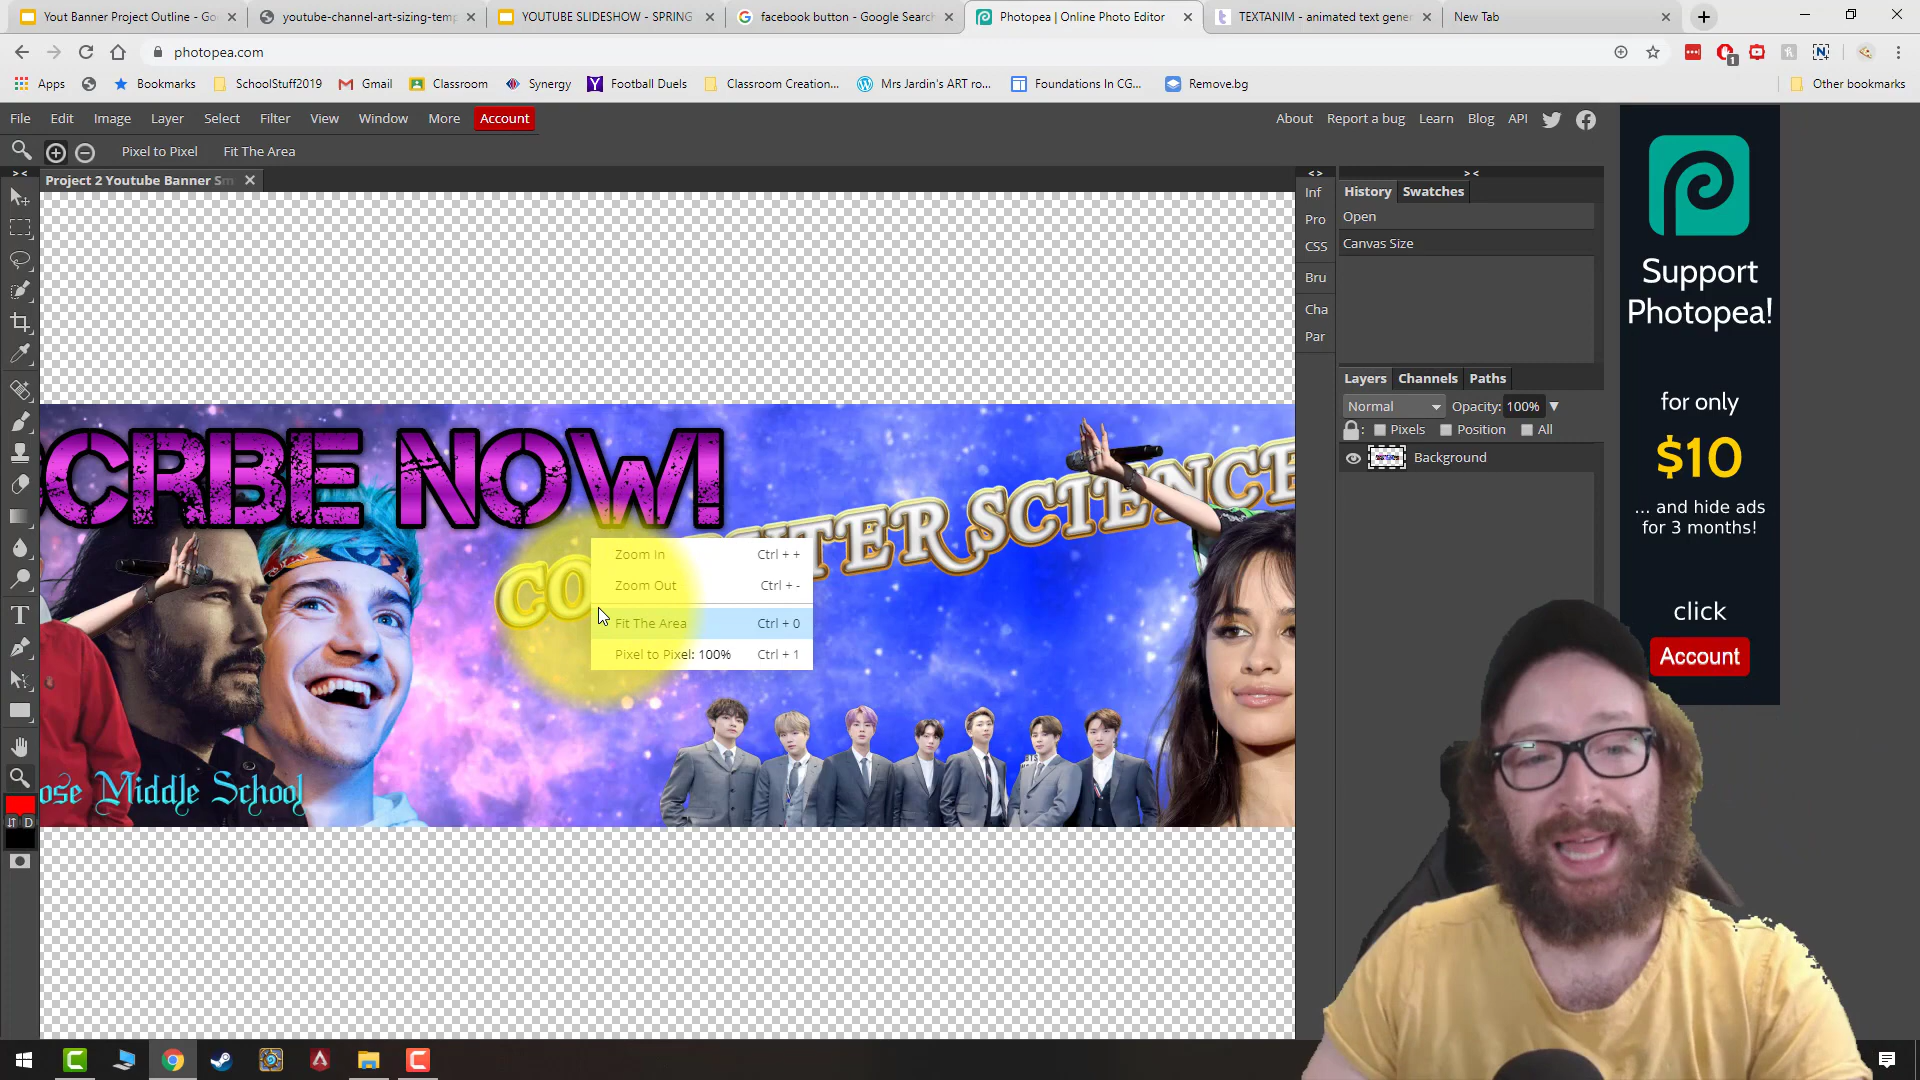 Yout Banner Project Outline - Go
youtube-channel-art-sizing-temp
YOUTUBE SLIDESHOW - SPRING
facebook button - Google Search
Photopea | Online Photo Editor
TEXTANIM - animated text gener
New Tab
photopea.com
1
Apps
Bookmarks
SchoolStuff2019
Gmail
Classroom
Synergy
Football Duels
Classroom Creation...
Mrs Jardin's ART ro...
Foundations In CG...
Remove.bg
Other bookmarks
File Edit Image Layer Select Filter View Window More Account
About Report a bug Learn Blog API
Pixel to Pixel Fit The Area
> <
Project 2 Youtube Banner Sm
< >
> <
Inf
Pro
CSS
Bru
Cha
Par
History Swatches
Open
Canvas Size
Layers Channels Paths
Normal Opacity: 100%
: Pixels Position All
Background
Support
Photopea!
for only
$10
... and hide ads
for 3 months!
click
Account
SCRBE NOW!
SCIENCE
Zoom In Ctrl + +
Zoom Out Ctrl + -
Fit The Area Ctrl + 0
Pixel to Pixel: 100% Ctrl + 1
ose Middle School
D